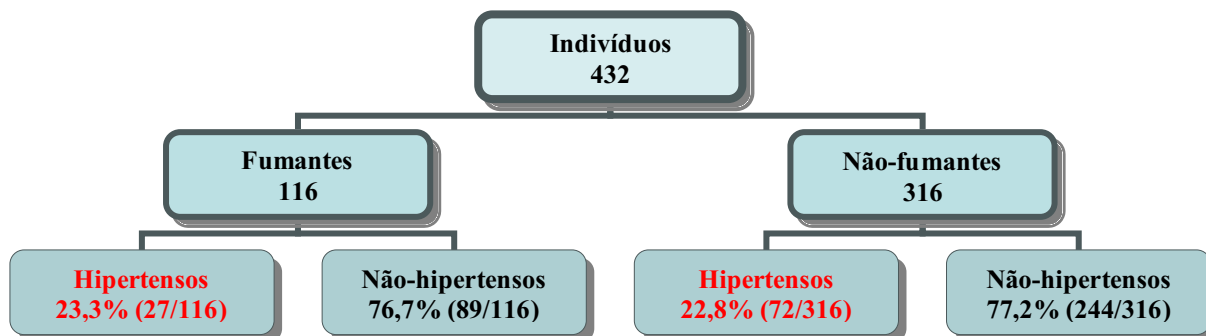 Indivíduos
432
Fumantes
116
Não-fumantes
316
Hipertensos
23,3% (27/116)
Não-hipertensos
76,7% (89/116)
Hipertensos
22,8% (72/316)
Não-hipertensos
77,2% (244/316)